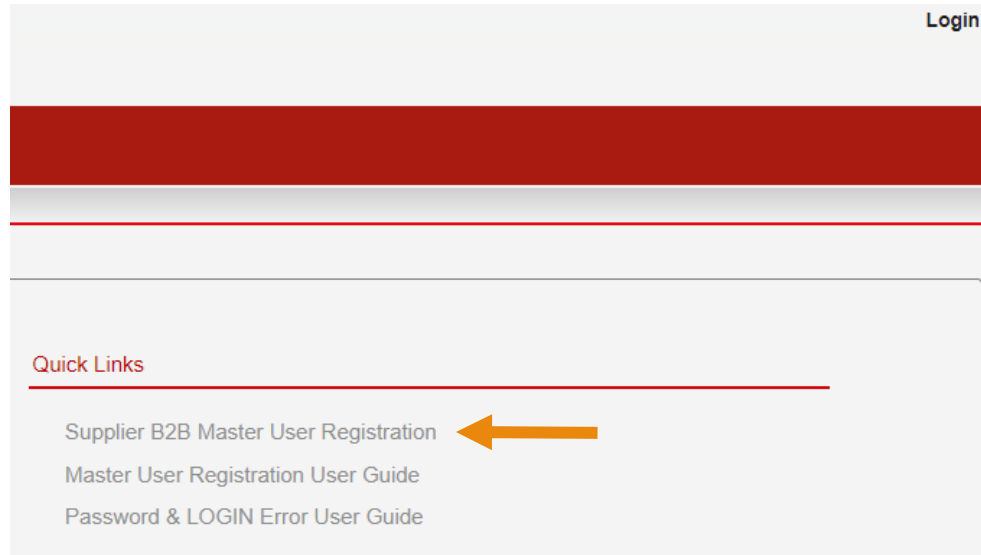 Login
Quick Links
Supplier B2B Master User Registration
Master User Registration User Guide
Password & LOGIN Error User Guide